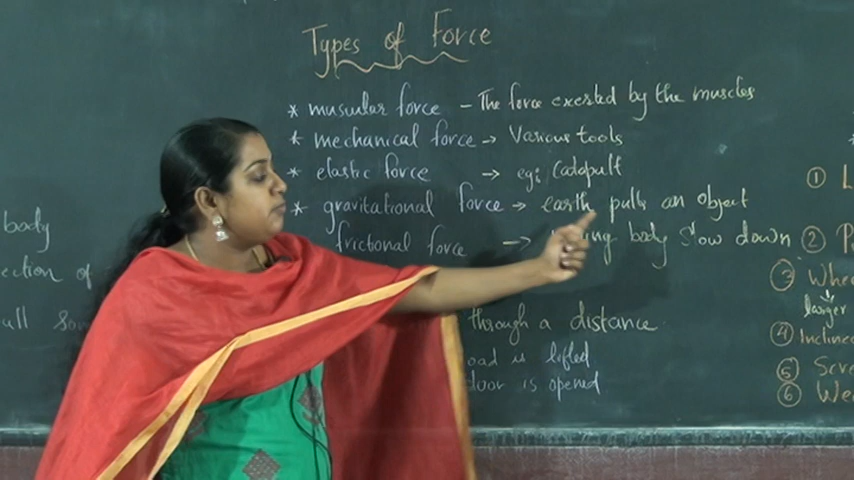 Types of Force
* muscular force - The force exerted by the muscles
* mechanical force → Various tools
* elastic force → eg: Catapult
* gravitational force → earth pulls an object
frictional force → body slow down
through a distance
oad is lifted
door is opened
body
ection of
ull
① L
② P
③ Whee
larger
④ Incline
⑤ Scre
⑥ We